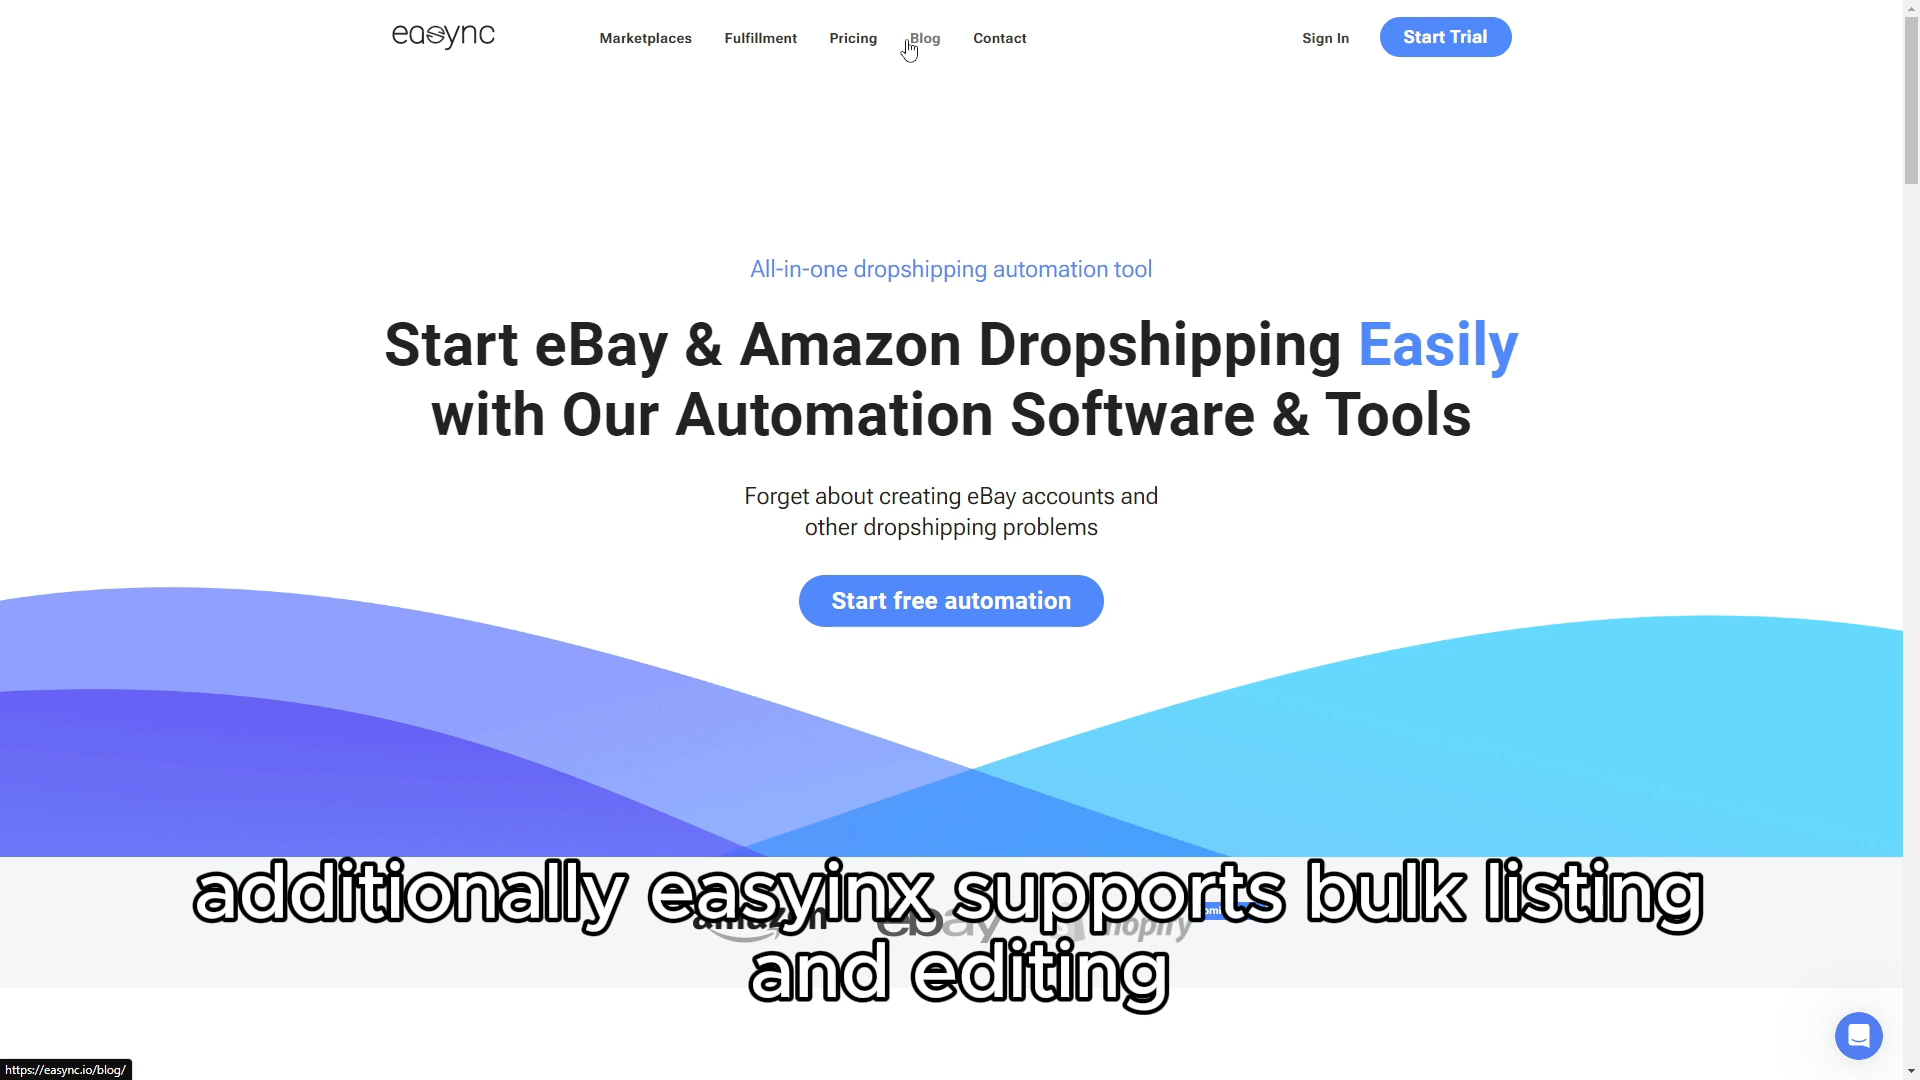 easync
Marketplaces Fulfillment Pricing Blog Contact Sign In Start Trial
All-in-one dropshipping automation tool
Start eBay & Amazon Dropshipping Easily
with Our Automation Software & Tools
Forget about creating eBay accounts and
other dropshipping problems
Start free automation
amazon ebay
additionally easyinx supports bulk listing
and editing
https://easync.io/blog/